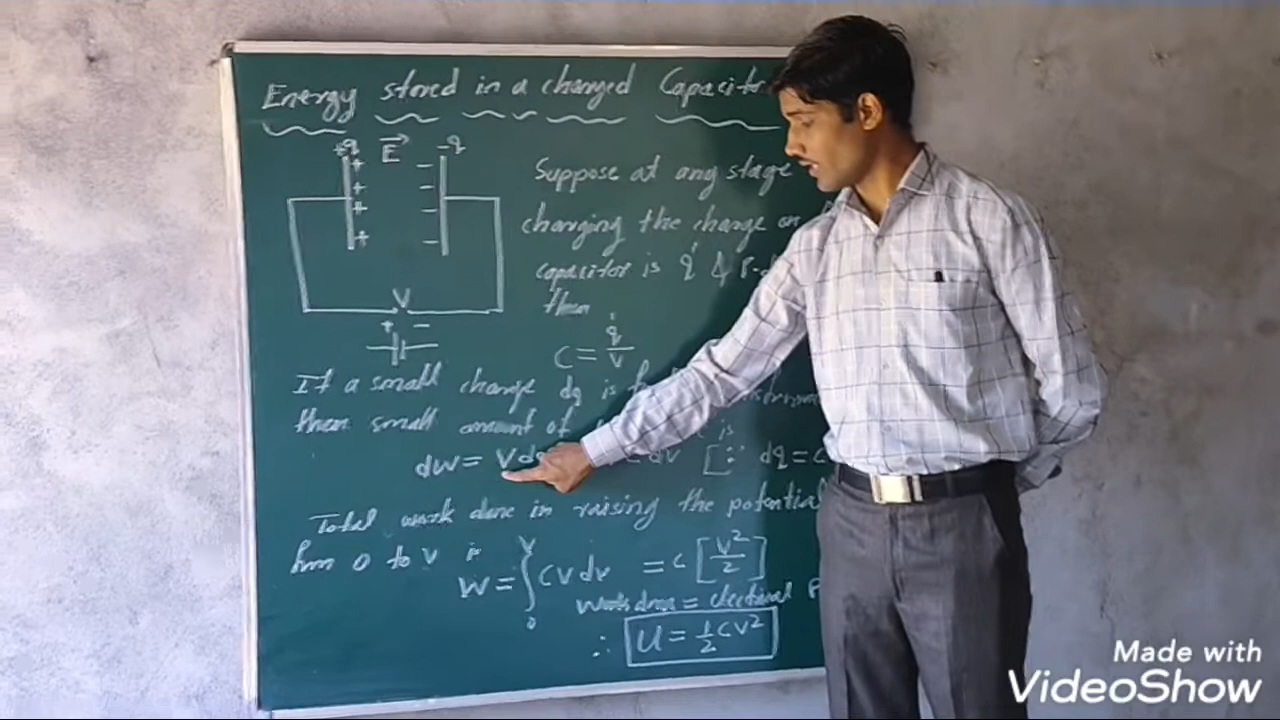 Energy stored in a charged Capacitor
+q E⃗ -q
Suppose at any stage
charging the charge on
capacitor is q' & P.d
then
V
+ -
C = q'/V
If a small charge dq is
then small amount of is
dW = Vdq dV [∵ dq = C
Total work done in raising the potential
from 0 to V is
W = ∫₀ⱽ CV dV = C [V²/2]
Work done = electrical P
∴ U = ½CV²
Made with
VideoShow